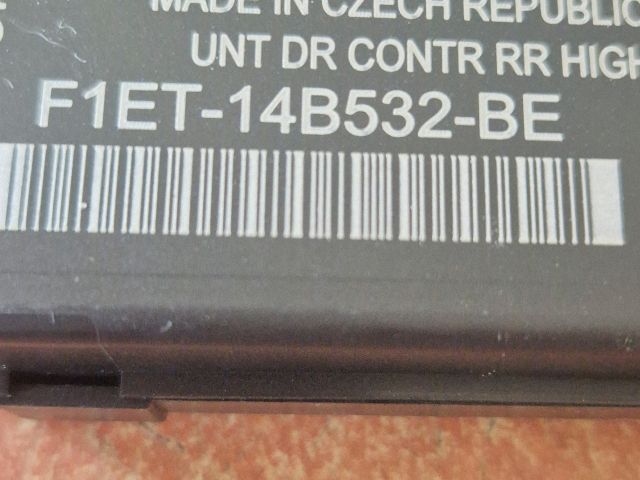 MADE IN CZECH REPUBLIC
UNT DR CONTR RR HIGH
F1ET-14B532-BE